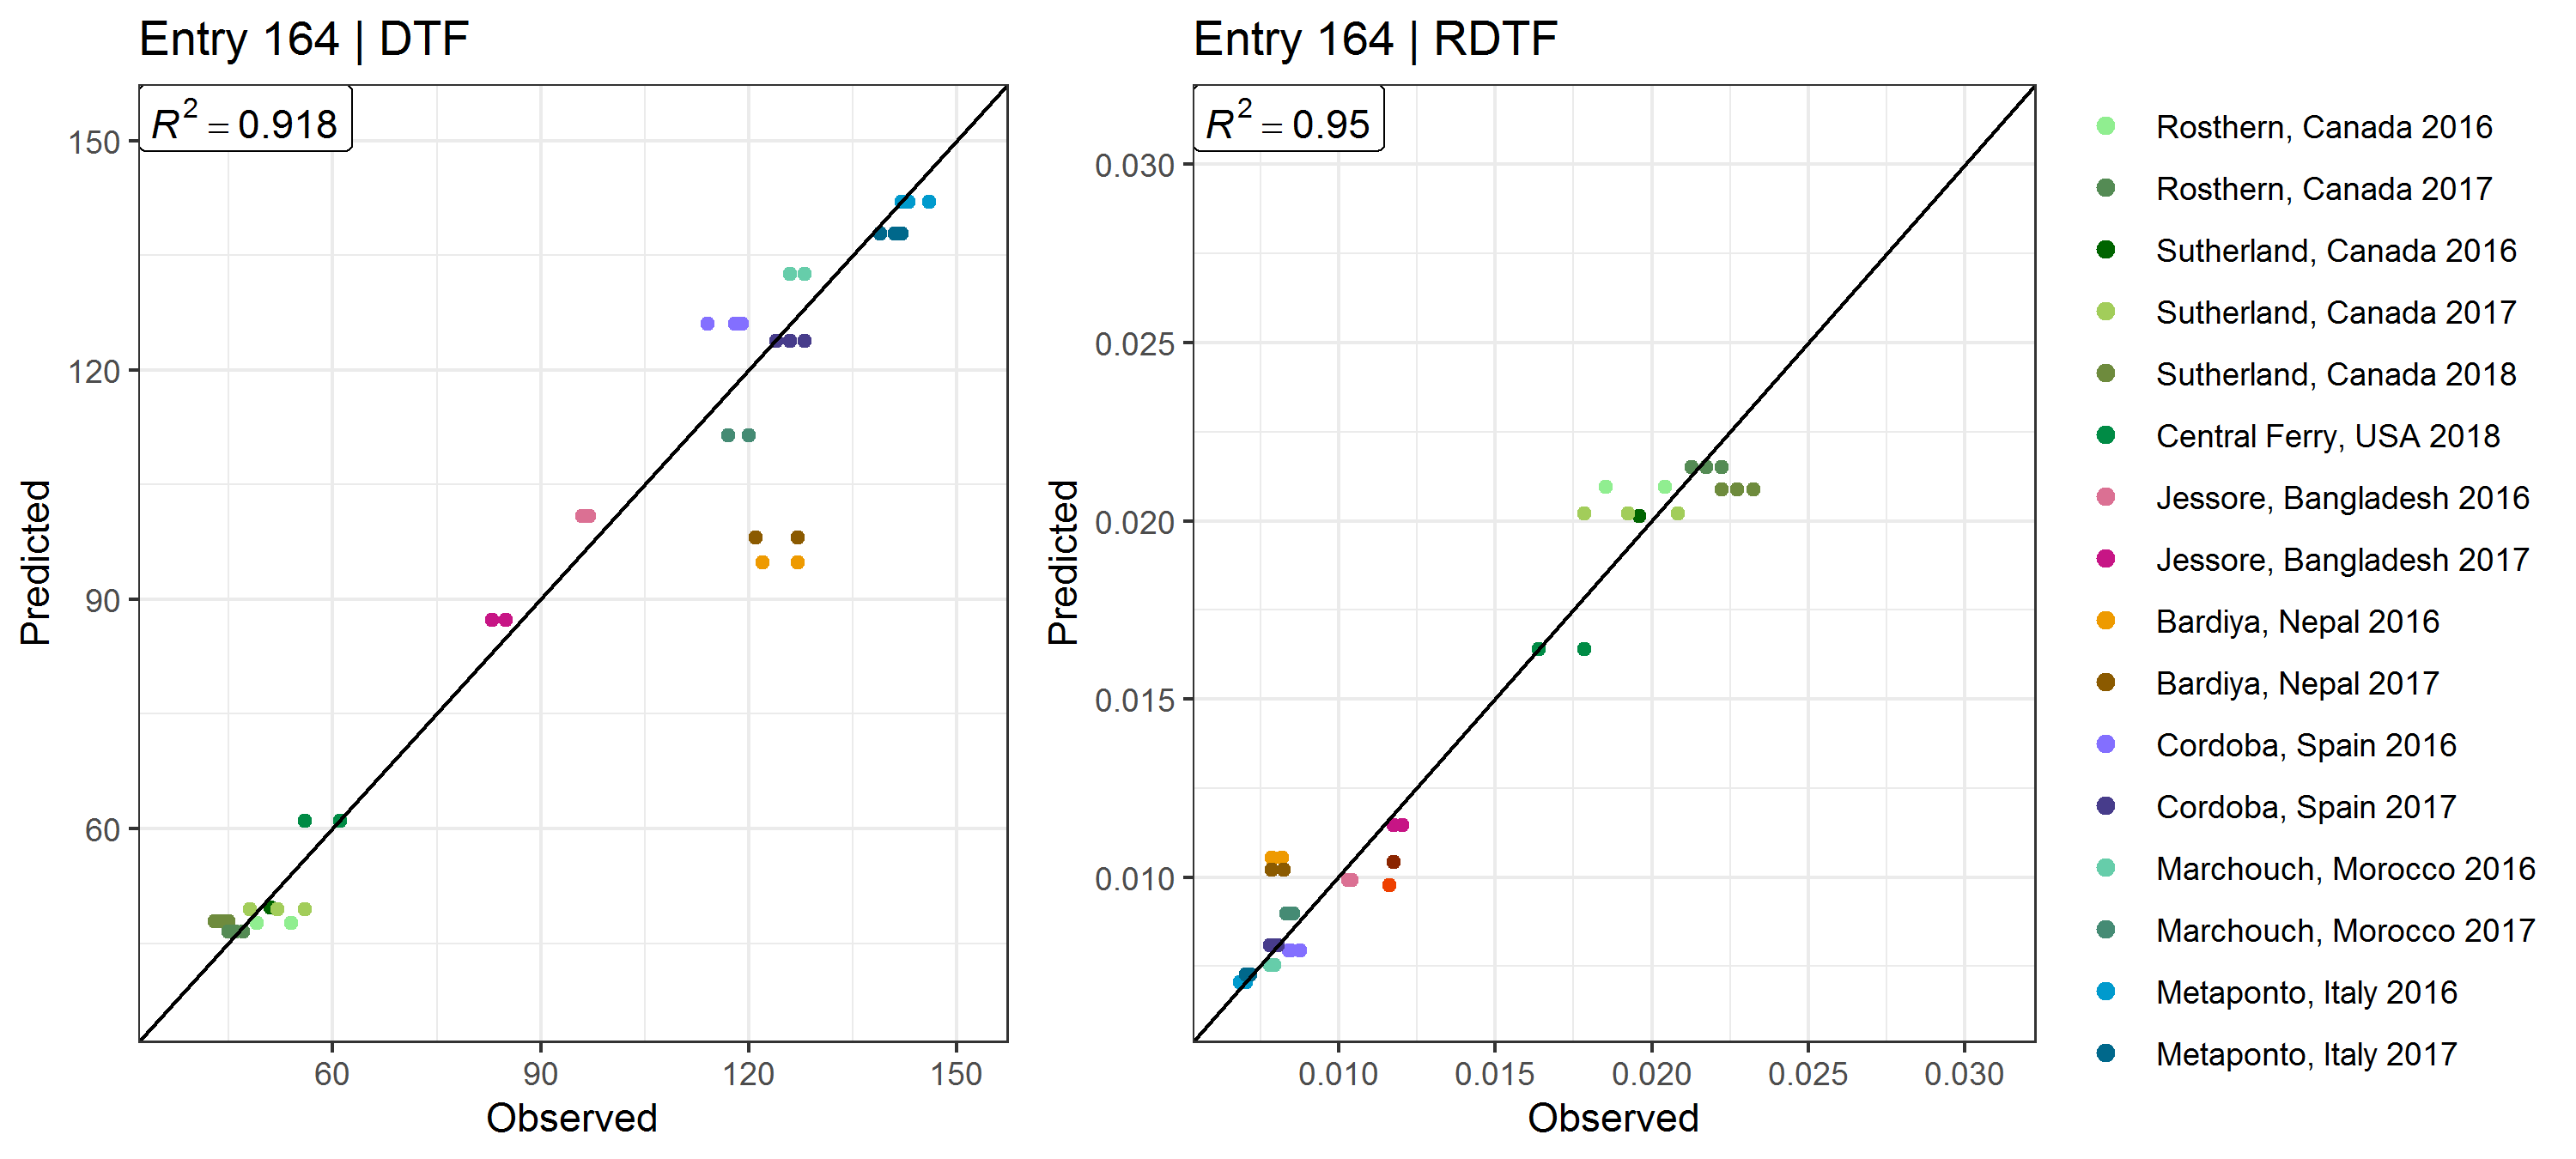 Entry 164 | DTF
R² = 0.918
150
120
90
60
Predicted
60 90 120 150
Observed
Entry 164 | RDTF
R² = 0.95
0.030
0.025
0.020
0.015
0.010
Predicted
0.010 0.015 0.020 0.025 0.030
Observed
Rosthern, Canada 2016
Rosthern, Canada 2017
Sutherland, Canada 2016
Sutherland, Canada 2017
Sutherland, Canada 2018
Central Ferry, USA 2018
Jessore, Bangladesh 2016
Jessore, Bangladesh 2017
Bardiya, Nepal 2016
Bardiya, Nepal 2017
Cordoba, Spain 2016
Cordoba, Spain 2017
Marchouch, Morocco 2016
Marchouch, Morocco 2017
Metaponto, Italy 2016
Metaponto, Italy 2017